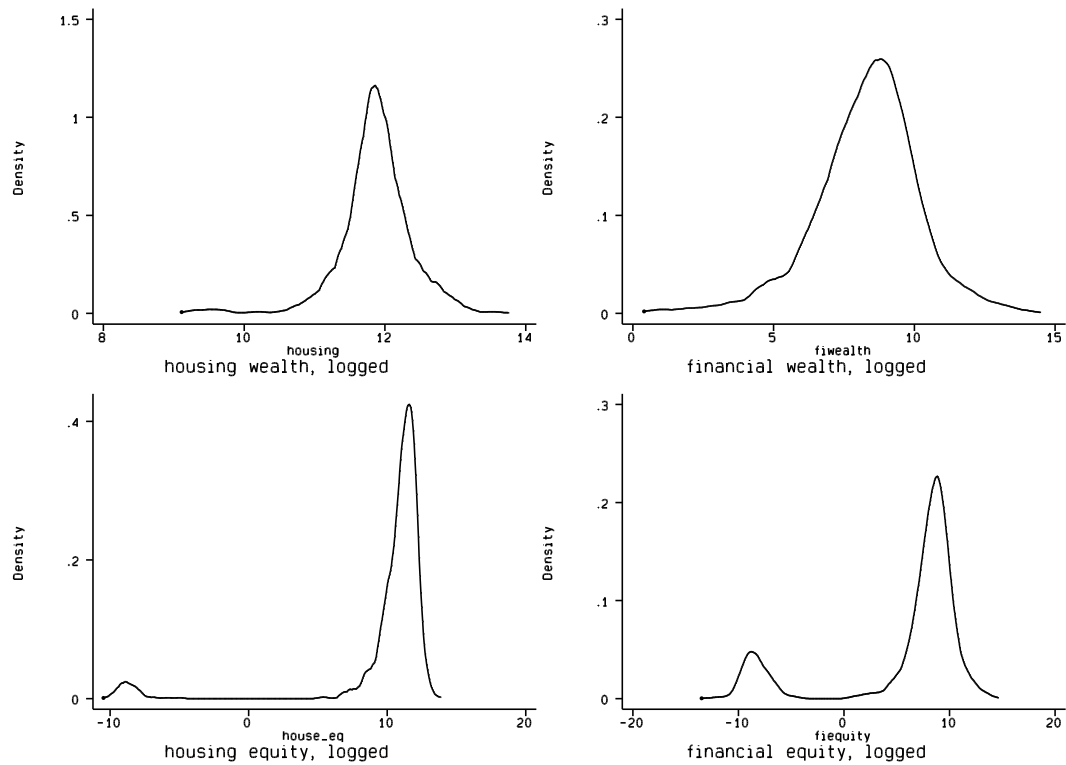 1.5
1
.5
0
Density
8 10 12 14
housing
housing wealth, logged
.3
.2
.1
0
Density
0 5 10 15
fiwealth
financial wealth, logged
.4
.2
0
Density
-10 0 10 20
house_eq
housing equity, logged
.3
.2
.1
0
Density
-20 -10 0 10 20
fiequity
financial equity, logged